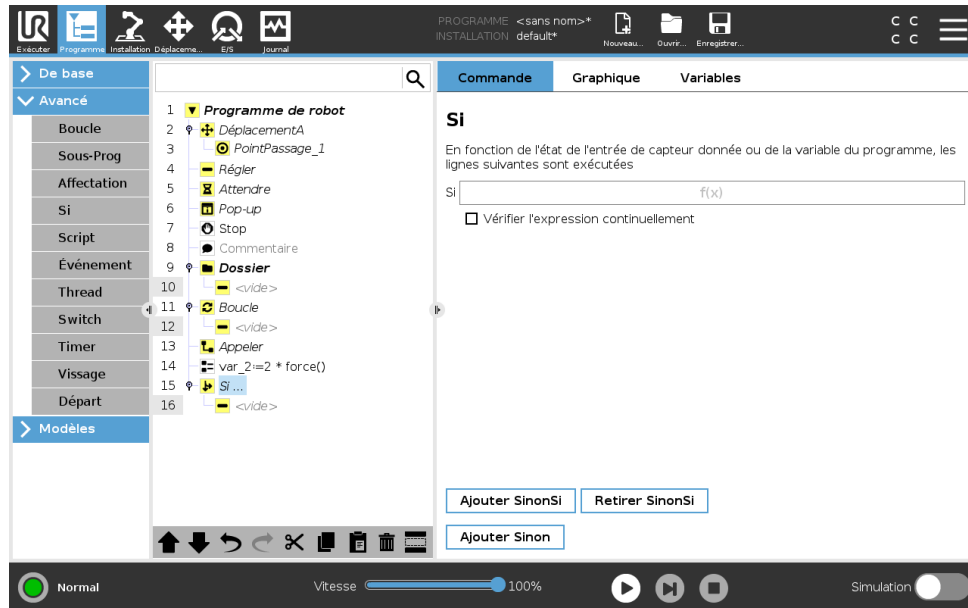 PROGRAMME <sans nom>*
INSTALLATION default*
Exécuter Programme Installation Déplaceme... E/S Journal
Nouveau... Ouvrir... Enregistrer...
C C
C C
De base
Avancé
Boucle
Sous-Prog
Affectation
Si
Script
Événement
Thread
Switch
Timer
Vissage
Départ
Modèles
1 Programme de robot
2 DéplacementA
3 PointPassage_1
4 Régler
5 Attendre
6 Pop-up
7 Stop
8 Commentaire
9 Dossier
10 <vide>
11 Boucle
12 <vide>
13 Appeler
14 var_2:=2 * force()
15 Si ...
16 <vide>
Commande Graphique Variables
Si
En fonction de l'état de l'entrée de capteur donnée ou de la variable du programme, les
lignes suivantes sont exécutées
Si f(x)
Vérifier l'expression continuellement
Ajouter SinonSi Retirer SinonSi
Ajouter Sinon
Normal Vitesse 100% Simulation